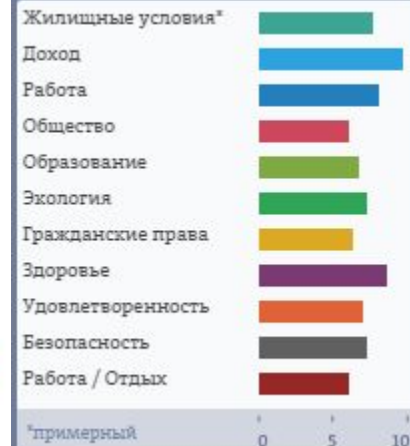 Жилищные условия*
Доход
Работа
Общество
Образование
Экология
Гражданские права
Здоровье
Удовлетворенность
Безопасность
Работа / Отдых
*примерный
0 5 10